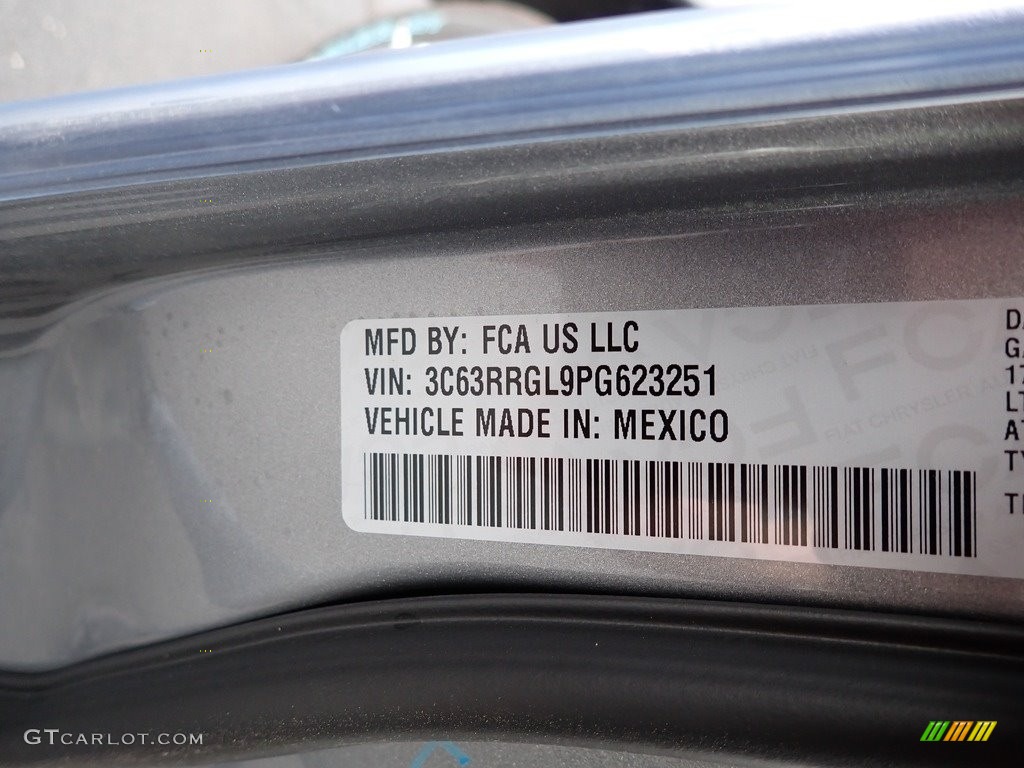 MFD BY: FCA US LLC
VIN: 3C63RRGL9PG623251
VEHICLE MADE IN: MEXICO
GTCARLOT.COM